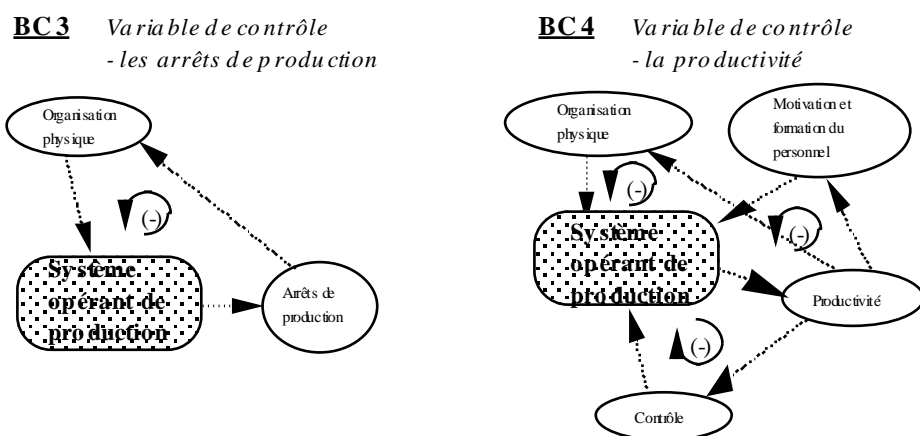 BC3 Variable de contrôle
- les arrêts de production
Organisation
physique
(-)
Système
opérant de
production
Arrêts de
production
BC4 Variable de contrôle
- la productivité
Organisation
physique
Motivation et
formation du
personnel
(-)
(-)
Système
opérant de
production
Productivité
(-)
Contrôle